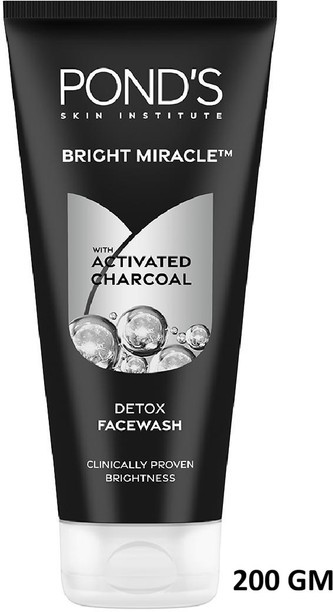 POND'S
SKIN INSTITUTE
BRIGHT MIRACLE™
WITH
ACTIVATED
CHARCOAL
DETOX
FACEWASH
CLINICALLY PROVEN
BRIGHTNESS
200 GM